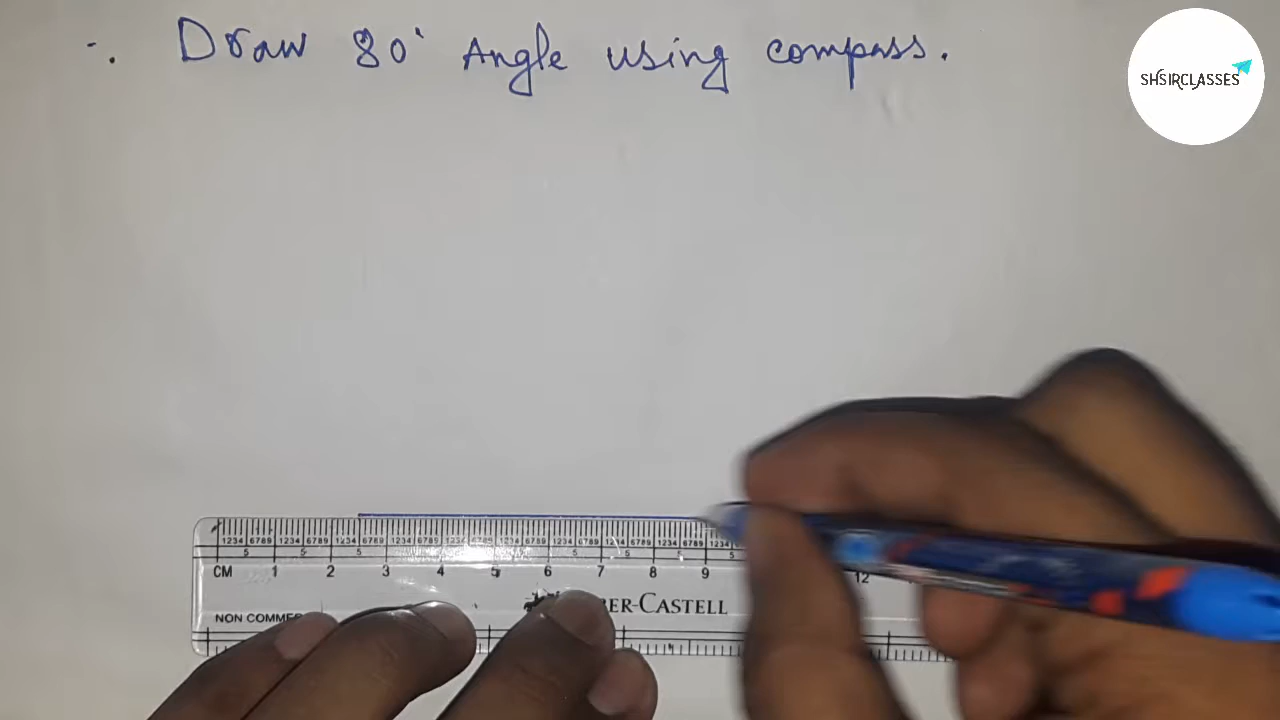 ∴ Draw 80° Angle using compass.
SHSIRCLASSES
CM 1 2 3 4 5 6 7 8 9 12
BER-CASTELL
NON COMME